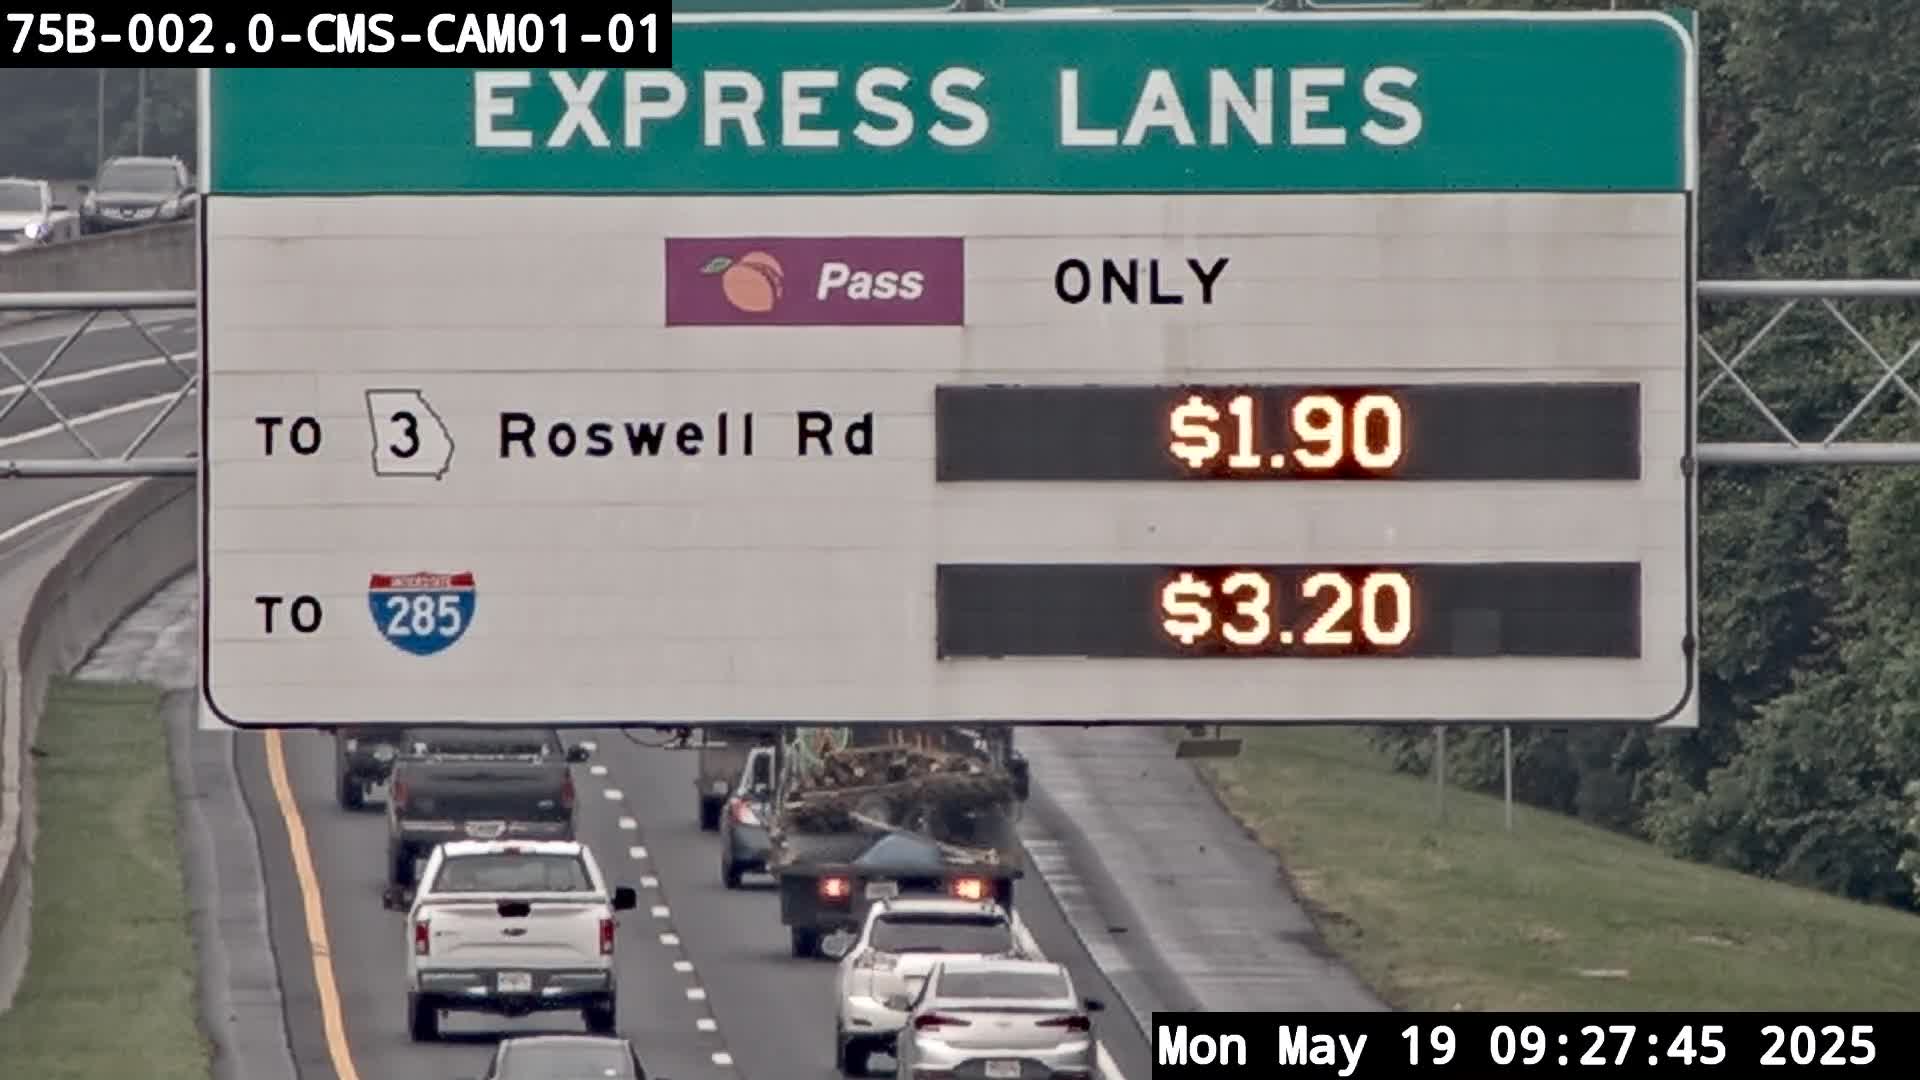 75B-002.0-CMS-CAM01-01
EXPRESS LANES
Pass ONLY
TO 3 Roswell Rd $1.90
TO INTERSTATE 285 $3.20
Mon May 19 09:27:45 2025